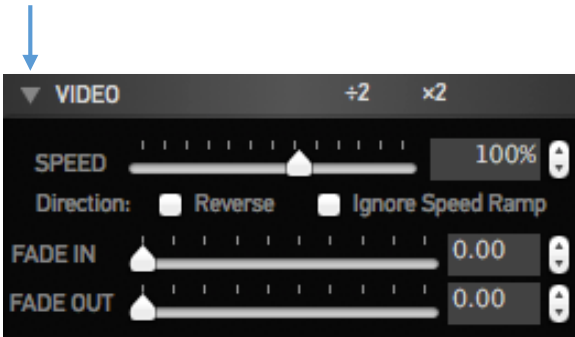 VIDEO ÷2 ×2
SPEED 100%
Direction: Reverse Ignore Speed Ramp
FADE IN 0.00
FADE OUT 0.00